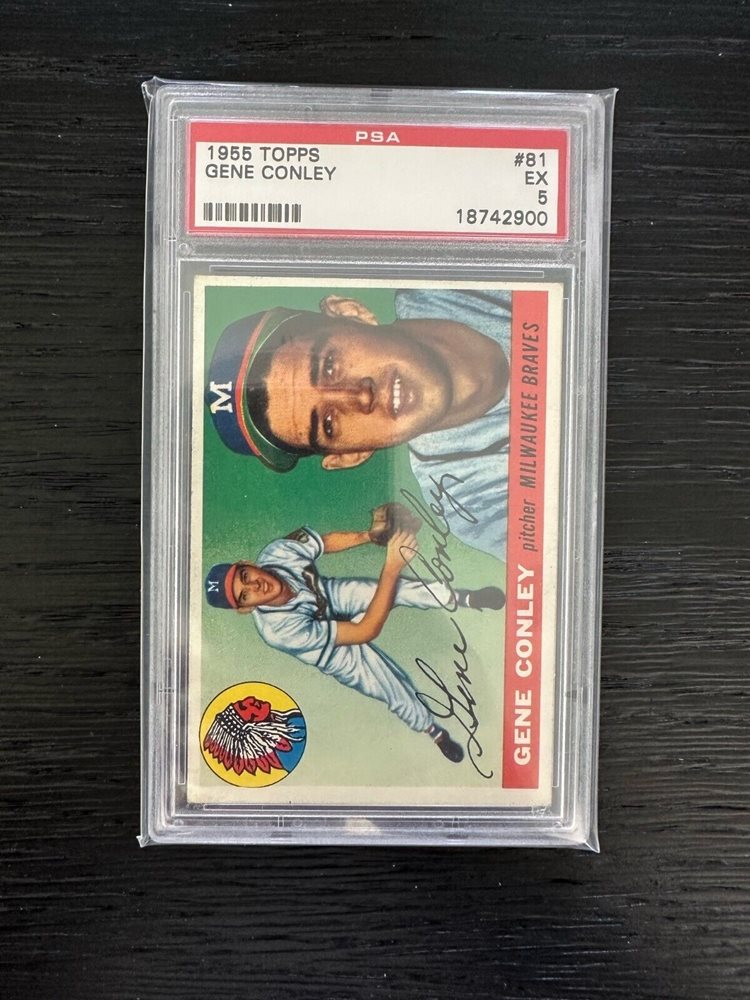 PSA
1955 TOPPS #81
GENE CONLEY EX
5
18742900
M
M
Gene Conley
GENE CONLEY pitcher MILWAUKEE BRAVES